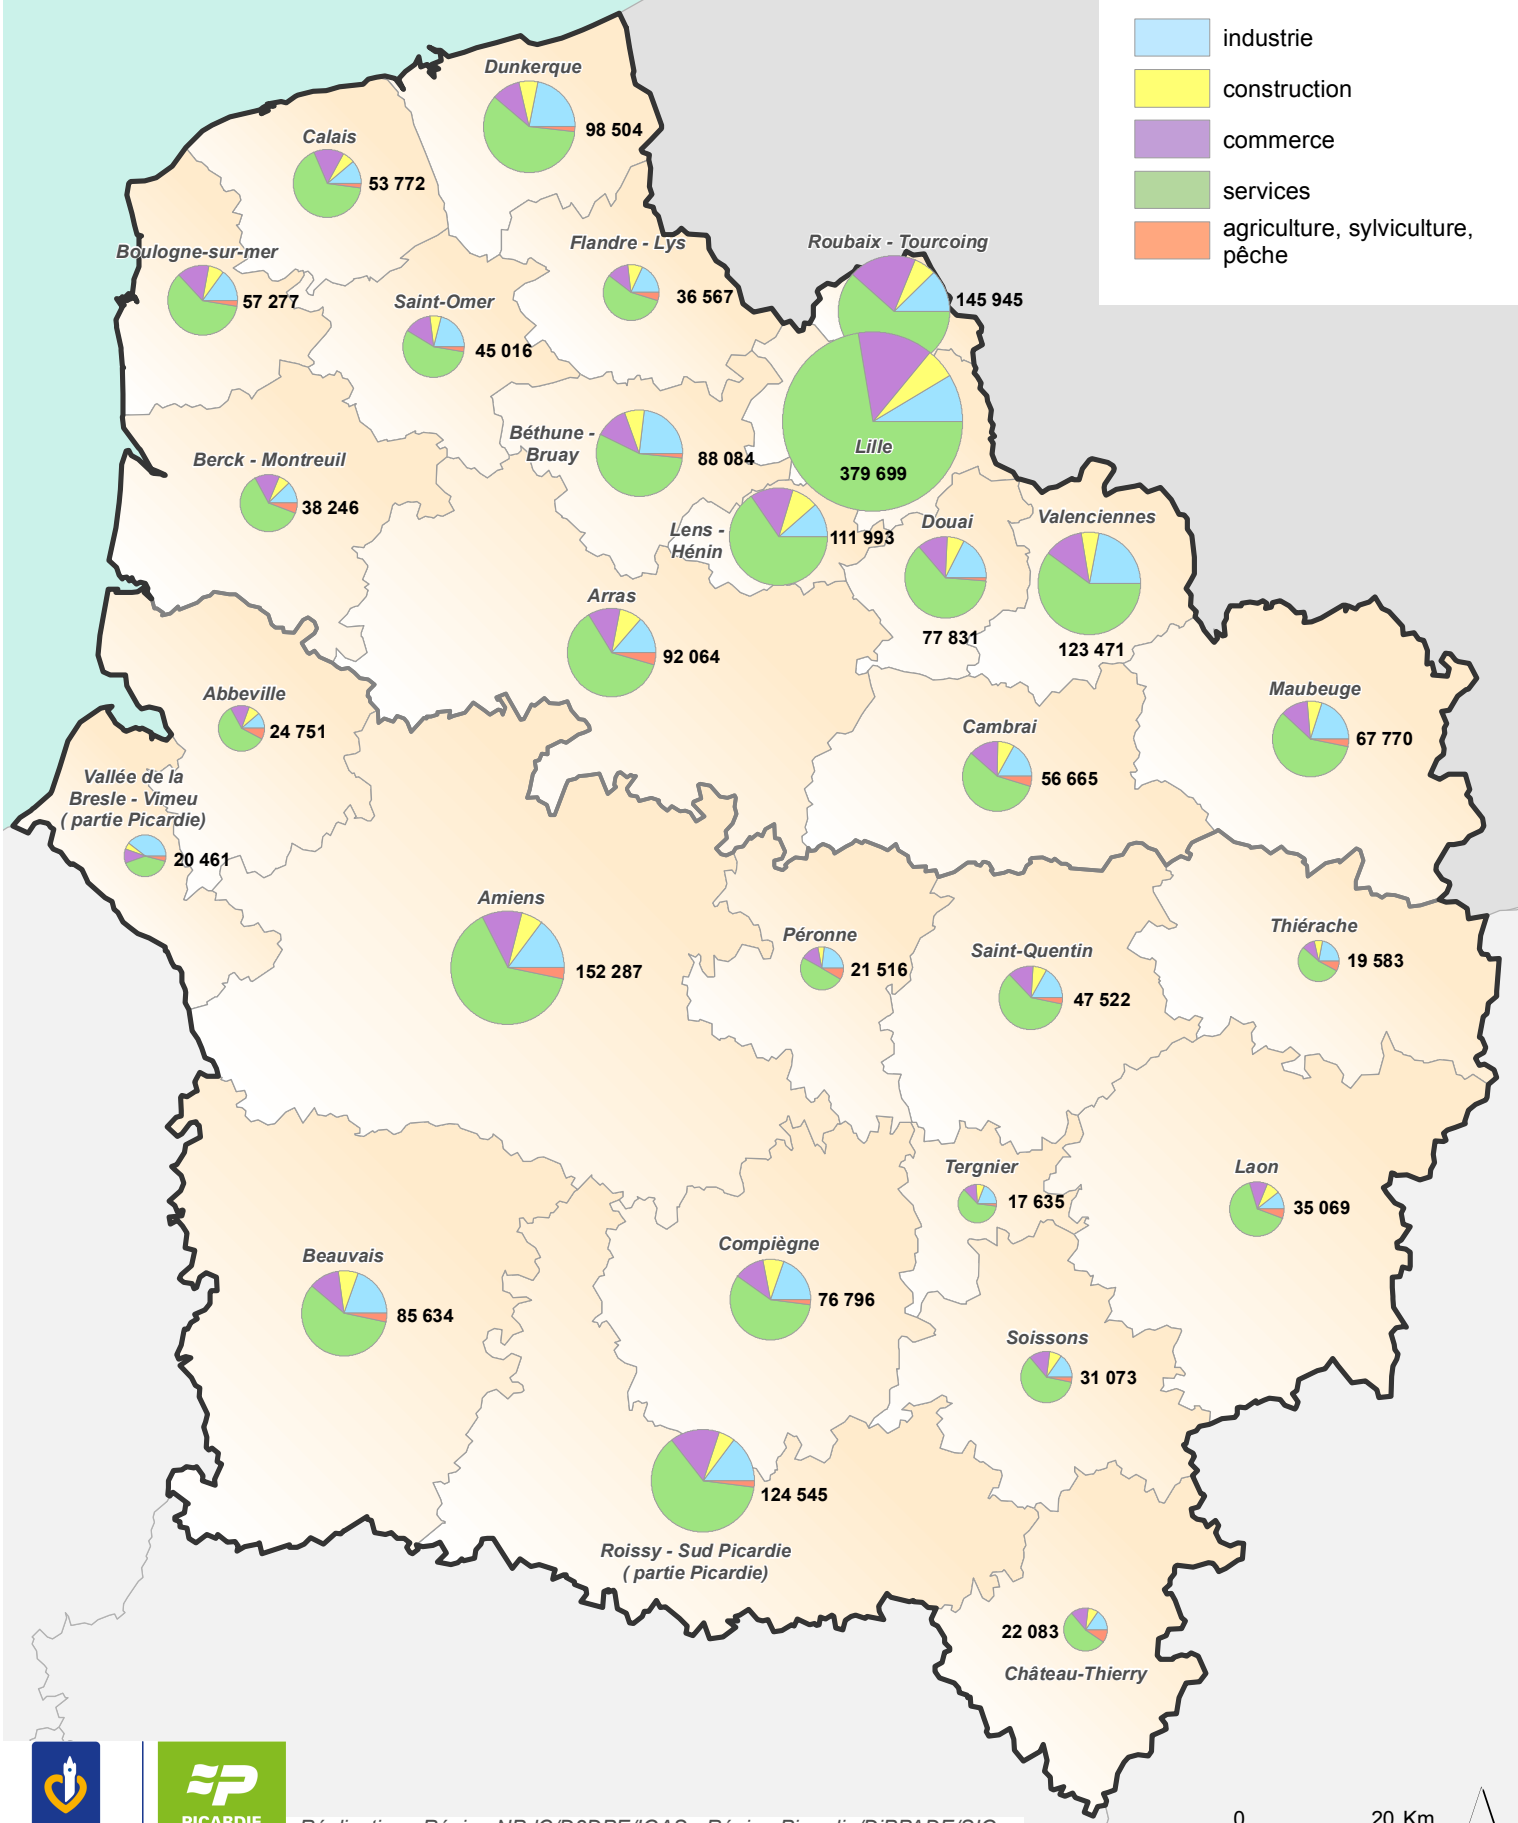 industrie
construction
commerce
services
agriculture, sylviculture,
pêche
Dunkerque
98 504
Calais
53 772
Boulogne-sur-mer
57 277
Flandre - Lys
36 567
Roubaix - Tourcoing
145 945
Saint-Omer
45 016
Béthune -
Bruay
88 084
Lille
379 699
Berck - Montreuil
38 246
Lens -
Hénin
111 993
Douai
77 831
Valenciennes
123 471
Arras
92 064
Abbeville
24 751
Cambrai
56 665
Maubeuge
67 770
Vallée de la
Bresle - Vimeu
( partie Picardie)
20 461
Amiens
152 287
Péronne
21 516
Saint-Quentin
47 522
Thiérache
19 583
Tergnier
17 635
Laon
35 069
Beauvais
85 634
Compiègne
76 796
Soissons
31 073
124 545
Roissy - Sud Picardie
( partie Picardie)
22 083
Château-Thierry
PICARDIE
0 20 Km